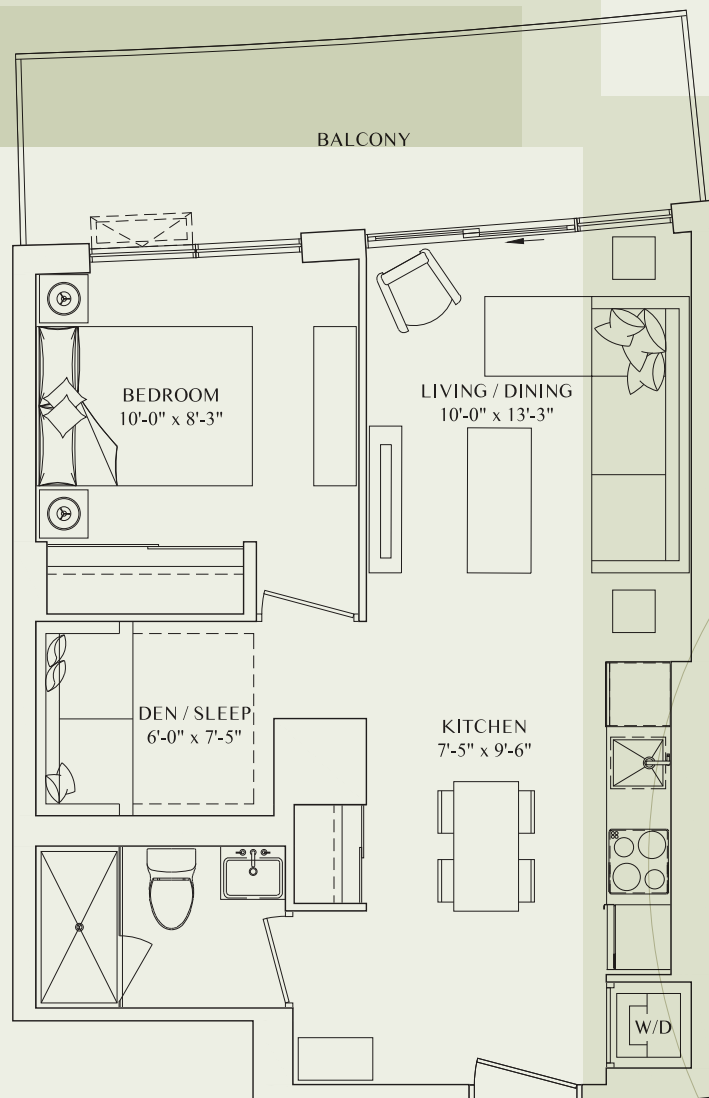 BALCONY
BEDROOM
10'-0" x 8'-3"
LIVING / DINING
10'-0" x 13'-3"
DEN / SLEEP
6'-0" x 7'-5"
KITCHEN
7'-5" x 9'-6"
W/D